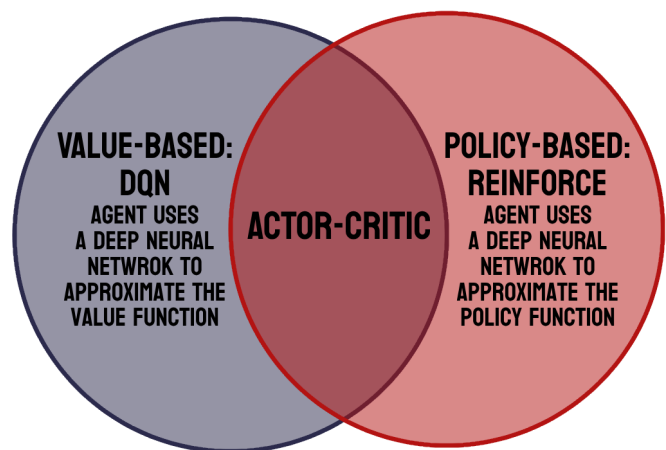 VALUE-BASED:
DQN
AGENT USES
A DEEP NEURAL
NETWROK TO
APPROXIMATE THE
VALUE FUNCTION
ACTOR-CRITIC
POLICY-BASED:
REINFORCE
AGENT USES
A DEEP NEURAL
NETWROK TO
APPROXIMATE THE
POLICY FUNCTION